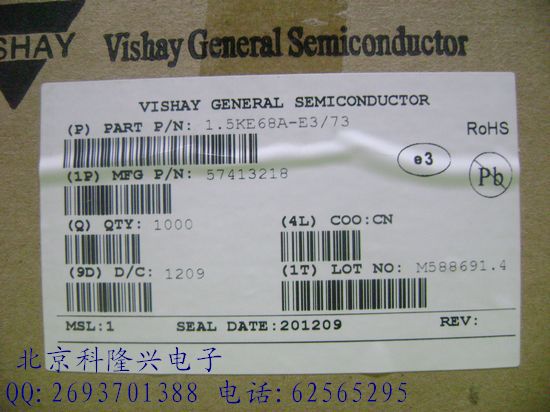 VISHAY Vishay General Semiconductor
VISHAY GENERAL SEMICONDUCTOR
(P) PART P/N: 1.5KE68A-E3/73
RoHS
(1P) MFG P/N: 57413218
e3
Pb
(Q) QTY: 1000
(4L) COO:CN
(9D) D/C: 1209
(1T) LOT NO: M588691.4
MSL:1 SEAL DATE:201209 REV:
北京科隆兴电子
QQ:2693701388 电话:62565295